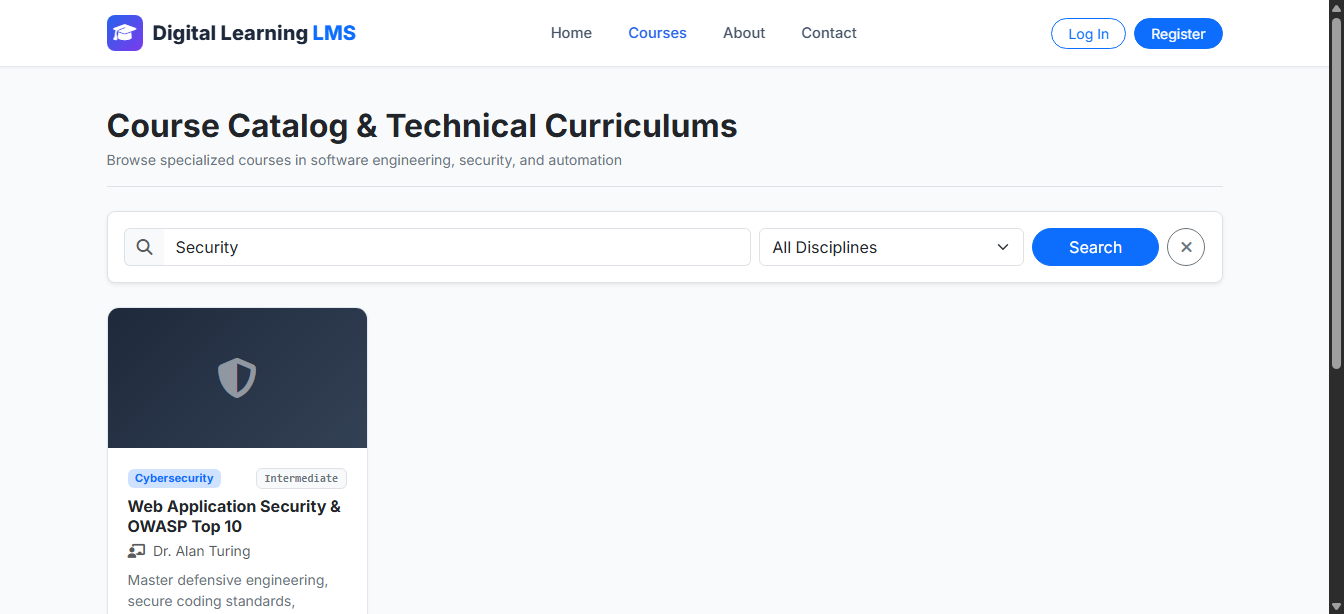 Digital Learning LMS
Home
Courses
About
Contact
Log In
Register
Course Catalog & Technical Curriculums
Browse specialized courses in software engineering, security, and automation
Security
All Disciplines
Search
Cybersecurity
Intermediate
Web Application Security &
OWASP Top 10
Dr. Alan Turing
Master defensive engineering,
secure coding standards,